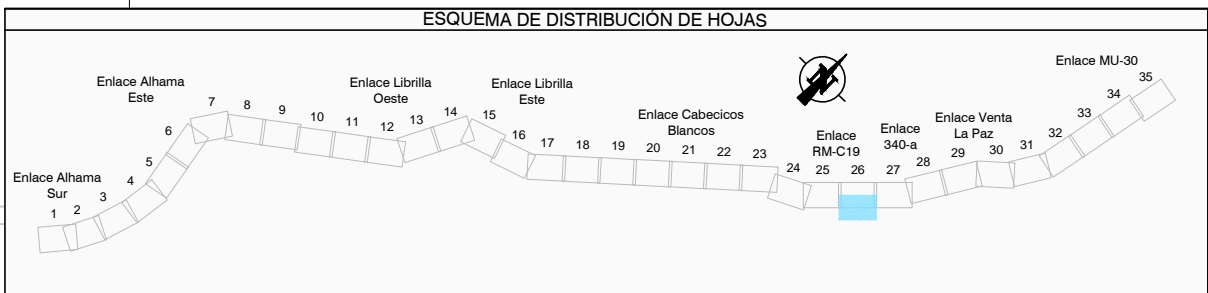 ESQUEMA DE DISTRIBUCIÓN DE HOJAS
Enlace Alhama
Este
Enlace Librilla
Oeste
Enlace Librilla
Este
Enlace Cabecicos
Blancos
Enlace
RM-C19
Enlace
340-a
Enlace Venta
La Paz
Enlace MU-30
Enlace Alhama
Sur
1
2
3
4
5
6
7
8
9
10
11
12
13
14
15
16
17
18
19
20
21
22
23
24
25
26
27
28
29
30
31
32
33
34
35